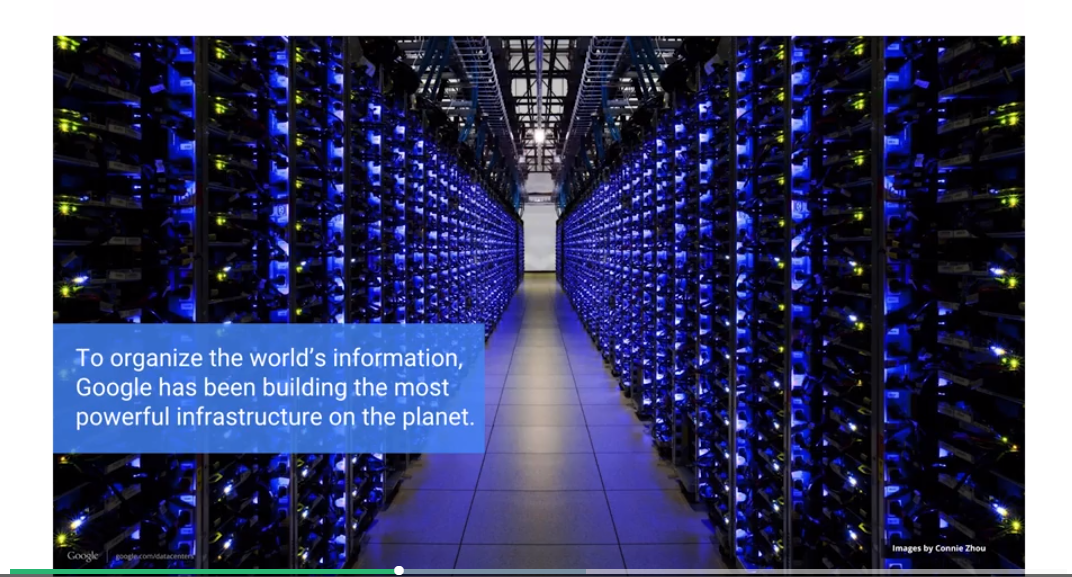 To organize the world’s information,
Google has been building the most
powerful infrastructure on the planet.
Google
google.com/datacenters
Images by Connie Zhou